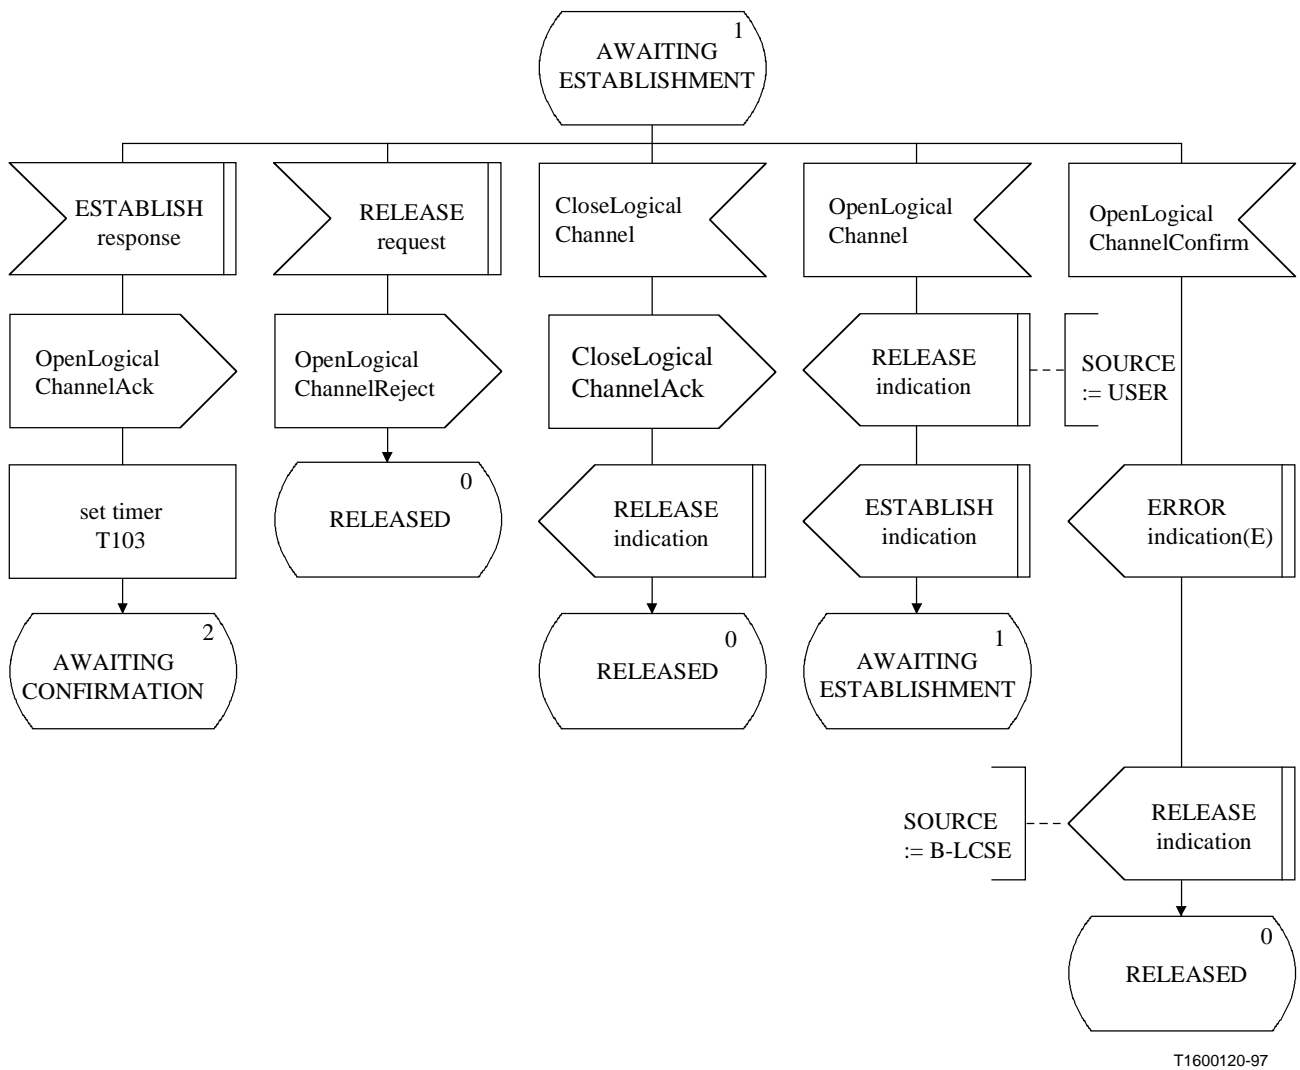 1
AWAITING
ESTABLISHMENT
ESTABLISH
response
RELEASE
request
CloseLogical
Channel
OpenLogical
Channel
OpenLogical
ChannelConfirm
OpenLogical
ChannelAck
OpenLogical
ChannelReject
CloseLogical
ChannelAck
RELEASE
indication
SOURCE
:= USER
set timer
T103
0
RELEASED
RELEASE
indication
ESTABLISH
indication
ERROR
indication(E)
2
AWAITING
CONFIRMATION
0
RELEASED
1
AWAITING
ESTABLISHMENT
SOURCE
:= B-LCSE
RELEASE
indication
0
RELEASED
T1600120-97